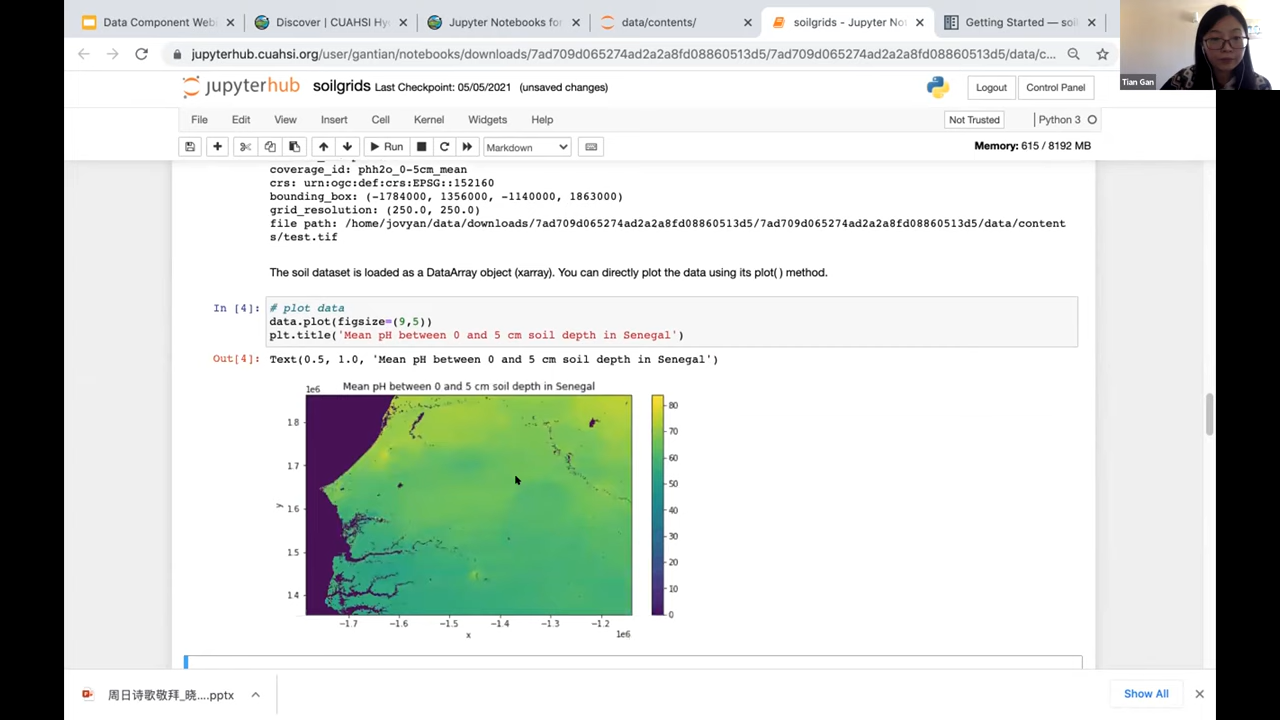 Data Component Webi
Discover | CUAHSI Hy
Jupyter Notebooks for
data/contents/
soilgrids - Jupyter Not
Getting Started — soil
jupyterhub.cuahsi.org/user/gantian/notebooks/downloads/7ad709d065274ad2a2a8fd08860513d5/7ad709d065274ad2a2a8fd08860513d5/data/c...
Tian Gan
jupyterhub soilgrids Last Checkpoint: 05/05/2021 (unsaved changes)
Logout Control Panel
File Edit View Insert Cell Kernel Widgets Help
Not Trusted Python 3
Run Markdown Memory: 615 / 8192 MB
coverage_id: phh2o_0-5cm_mean
crs: urn:ogc:def:crs:EPSG::152160
bounding_box: (-1784000, 1356000, -1140000, 1863000)
grid_resolution: (250.0, 250.0)
file path: /home/jovyan/data/downloads/7ad709d065274ad2a2a8fd08860513d5/7ad709d065274ad2a2a8fd08860513d5/data/content
s/test.tif
The soil dataset is loaded as a DataArray object (xarray). You can directly plot the data using its plot( ) method.
In [4]: # plot data
data.plot(figsize=(9,5))
plt.title('Mean pH between 0 and 5 cm soil depth in Senegal')
Out[4]: Text(0.5, 1.0, 'Mean pH between 0 and 5 cm soil depth in Senegal')
1e6 Mean pH between 0 and 5 cm soil depth in Senegal
1.8
1.7
1.6
1.5
1.4
y
80
70
60
50
40
30
20
10
0
−1.7 −1.6 −1.5 −1.4 −1.3 −1.2
x 1e6
周日诗歌敬拜_晓....pptx
Show All